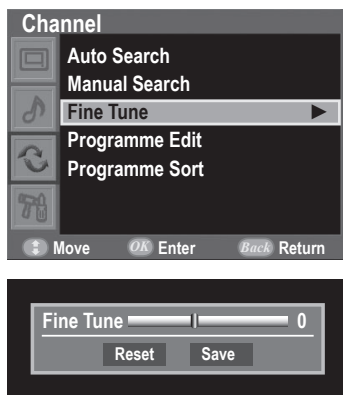 Channel
Auto Search
Manual Search
Fine Tune
Programme Edit
Programme Sort
Move OK Enter Back Return
Fine Tune 0
Reset Save